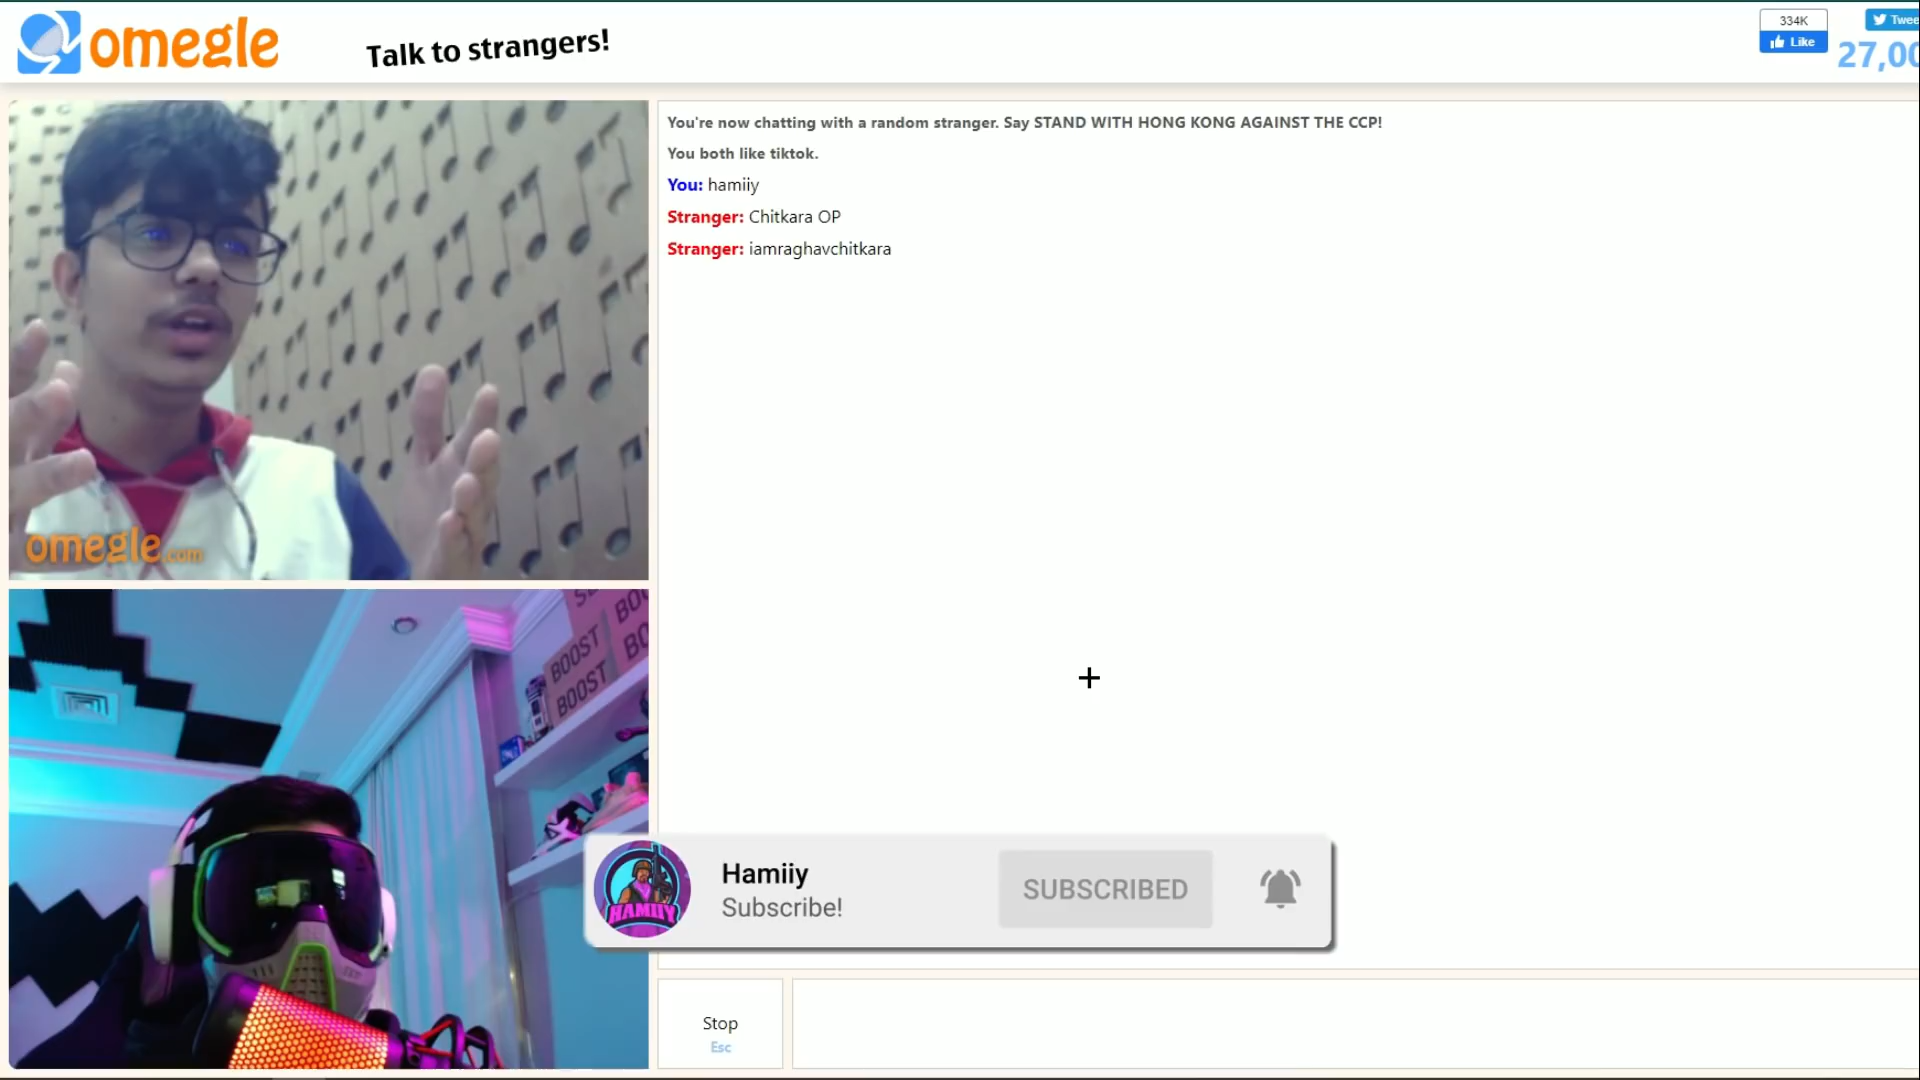 omegle
Talk to strangers!
334K
Like
Twee
27,00
You're now chatting with a random stranger. Say STAND WITH HONG KONG AGAINST THE CCP!
You both like tiktok.
You: hamiiy
Stranger: Chitkara OP
Stranger: iamraghavchitkara
omegle.com
BOOST
BOOST
Hamiiy
Subscribe!
SUBSCRIBED
HAMIIY
Stop
Esc